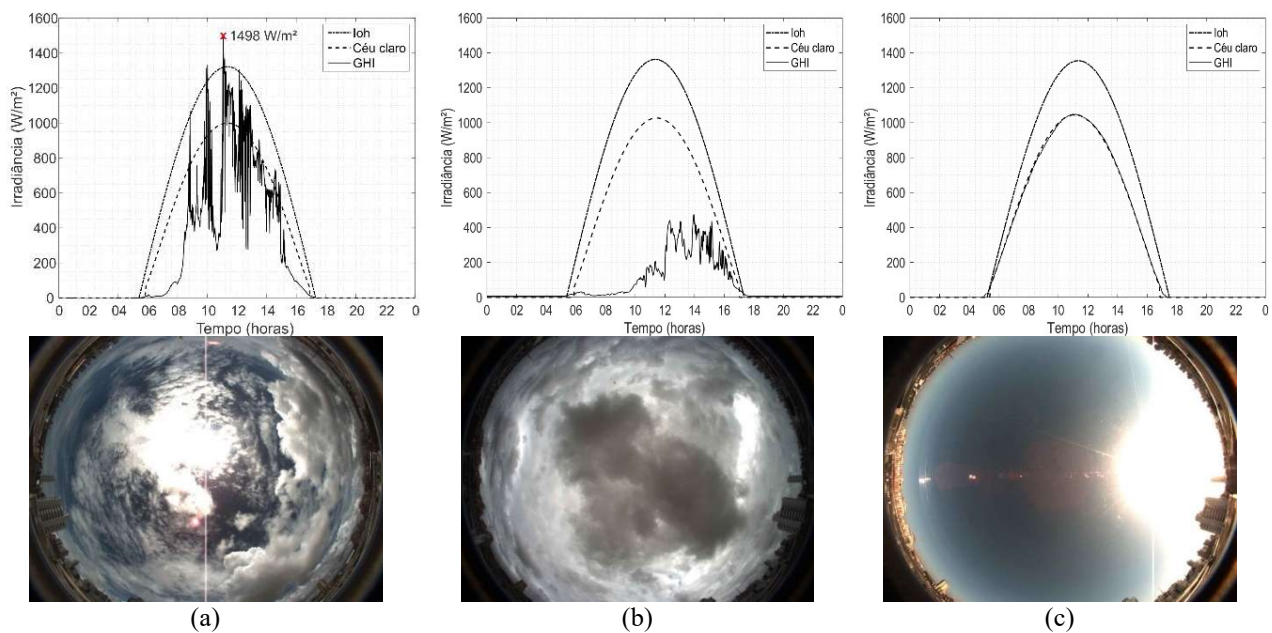 1600
1400
1200
1000
800
600
400
200
0
Irradiância (W/m²)
1498 W/m²
Ioh
Céu claro
GHI
0 02 04 06 08 10 12 14 16 18 20 22 0
Tempo (horas)
1600
1400
1200
1000
800
600
400
200
0
Irradiância (W/m²)
Ioh
Céu claro
GHI
0 02 04 06 08 10 12 14 16 18 20 22 0
Tempo (horas)
1600
1400
1200
1000
800
600
400
200
0
Irradiância (W/m²)
Ioh
Céu claro
GHI
0 02 04 06 08 10 12 14 16 18 20 22 0
Tempo (horas)
(a) (b) (c)